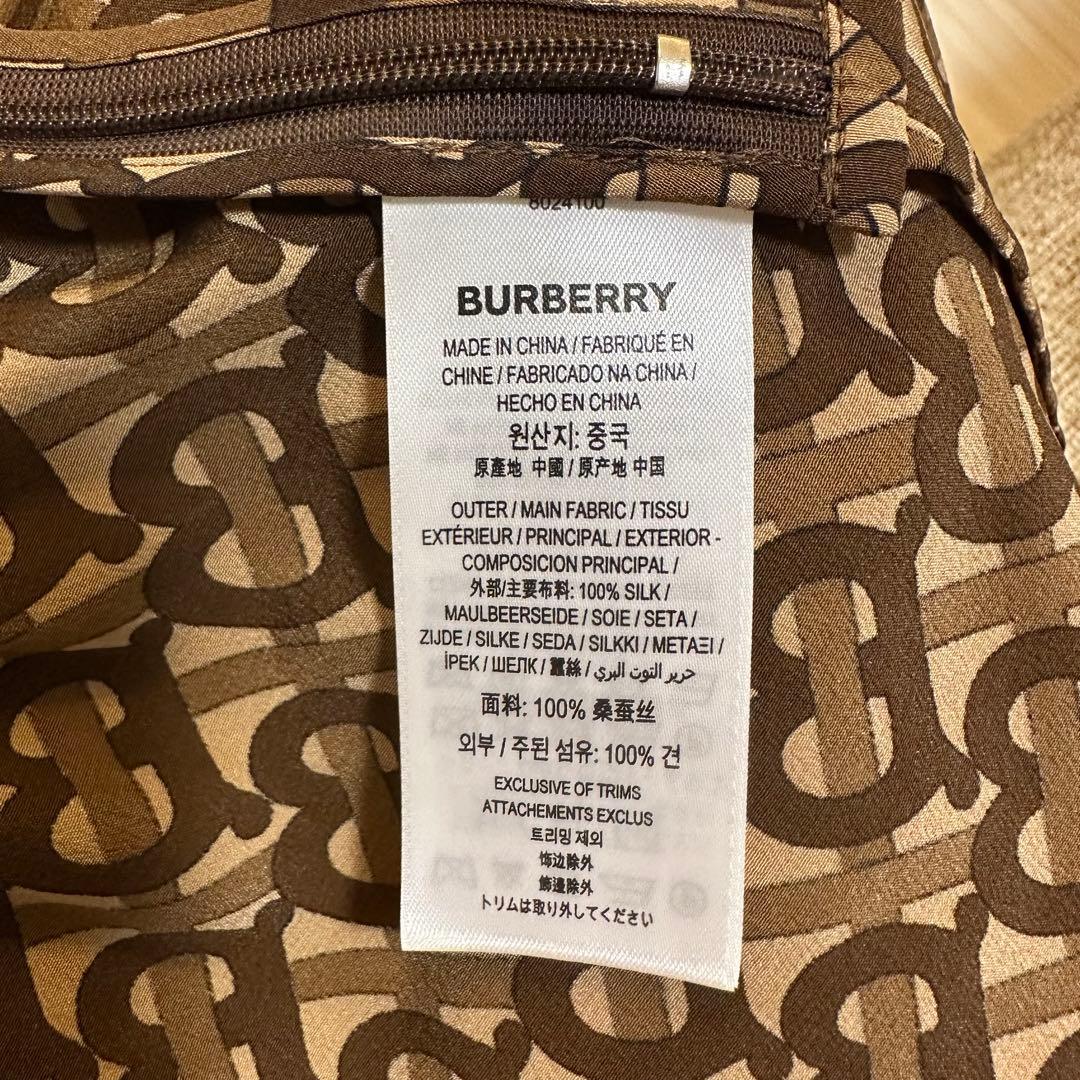 8024100
BURBERRY
MADE IN CHINA / FABRIQUÉ EN
CHINE / FABRICADO NA CHINA /
HECHO EN CHINA
원산지: 중국
原產地 中國 / 原产地 中国
OUTER / MAIN FABRIC / TISSU
EXTÉRIEUR / PRINCIPAL / EXTERIOR -
COMPOSICION PRINCIPAL /
外部/主要布料: 100% SILK /
MAULBEERSEIDE / SOIE / SETA /
ZIJDE / SILKE / SEDA / SILKKI / METAΞI /
İPEK / ШЕЛК / 蠶絲 / حرير التوت البري /
面料: 100% 桑蚕丝
외부 / 주된 섬유: 100% 견
EXCLUSIVE OF TRIMS
ATTACHEMENTS EXCLUS
트리밍 제외
饰边除外
飾邊除外
トリムは取り外してください